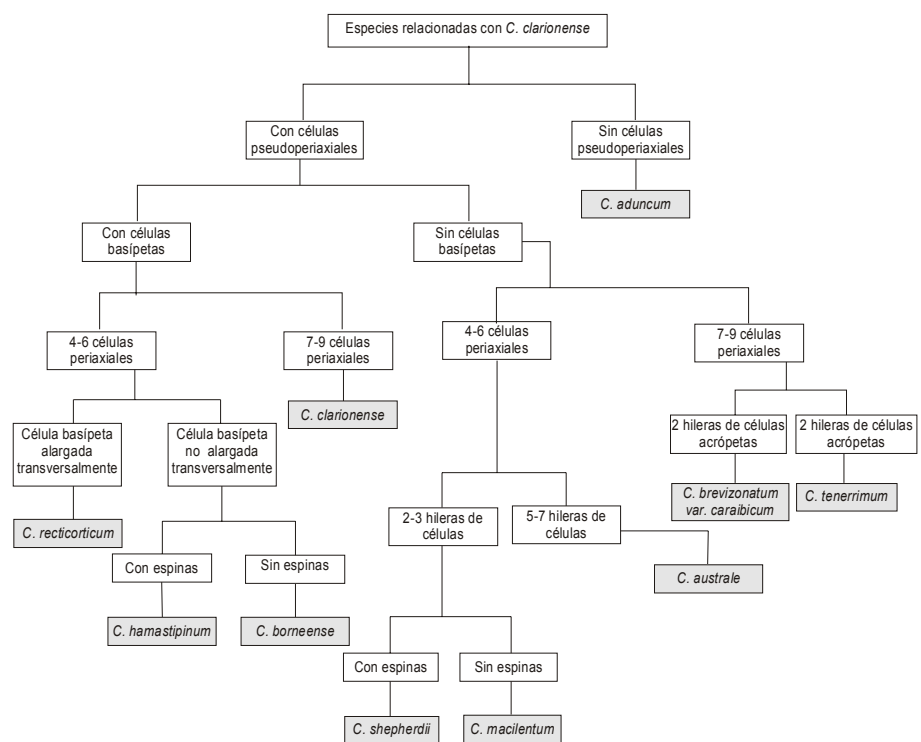 Especies relacionadas con C. clarionense
Con células
pseudoperiaxiales
Sin células
pseudoperiaxiales
C. aduncum
Con células
basípetas
Sin células
basípetas
4-6 células
periaxiales
7-9 células
periaxiales
4-6 células
periaxiales
7-9 células
periaxiales
C. clarionense
Célula basípeta
alargada
transversalmente
Célula basípeta
no alargada
transversalmente
2 hileras de células
acrópetas
2 hileras de células
acrópetas
C. brevizonatum
var. caraibicum
C. tenerrimum
C. recticorticum
2-3 hileras de
células
5-7 hileras de
células
Con espinas
Sin espinas
C. australe
C. hamastipinum
C. borneense
Con espinas
Sin espinas
C. shepherdii
C. macilentum